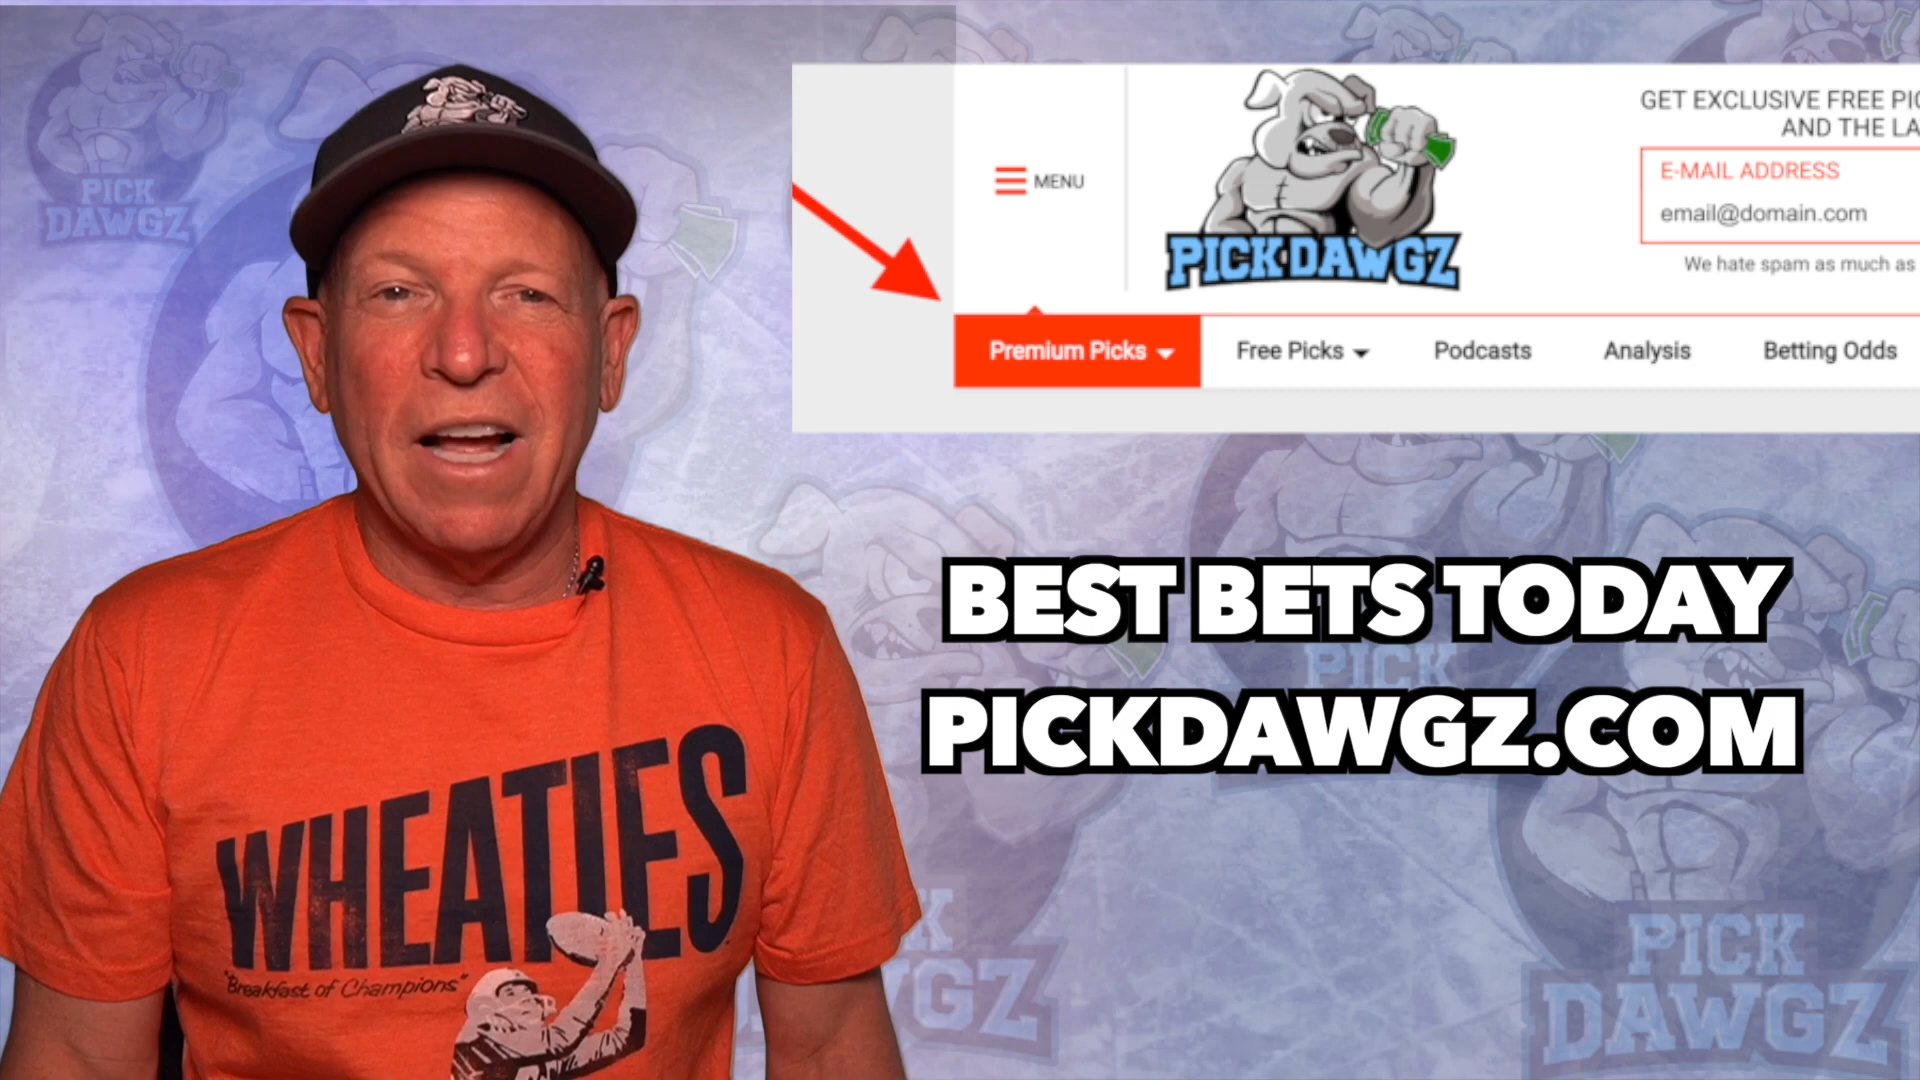 PICK
DAWGZ
MENU
PICKDAWGZ
GET EXCLUSIVE FREE
AND THE
E-MAIL ADDRESS
email@domain.com
We hate spam as much as
Premium Picks
Free Picks
Podcasts
Analysis
Betting Odds
BEST BETS TODAY
PICK
PICKDAWGZ.COM
WHEATIES
"Breakfast of Champions"
PICK
DAWGZ